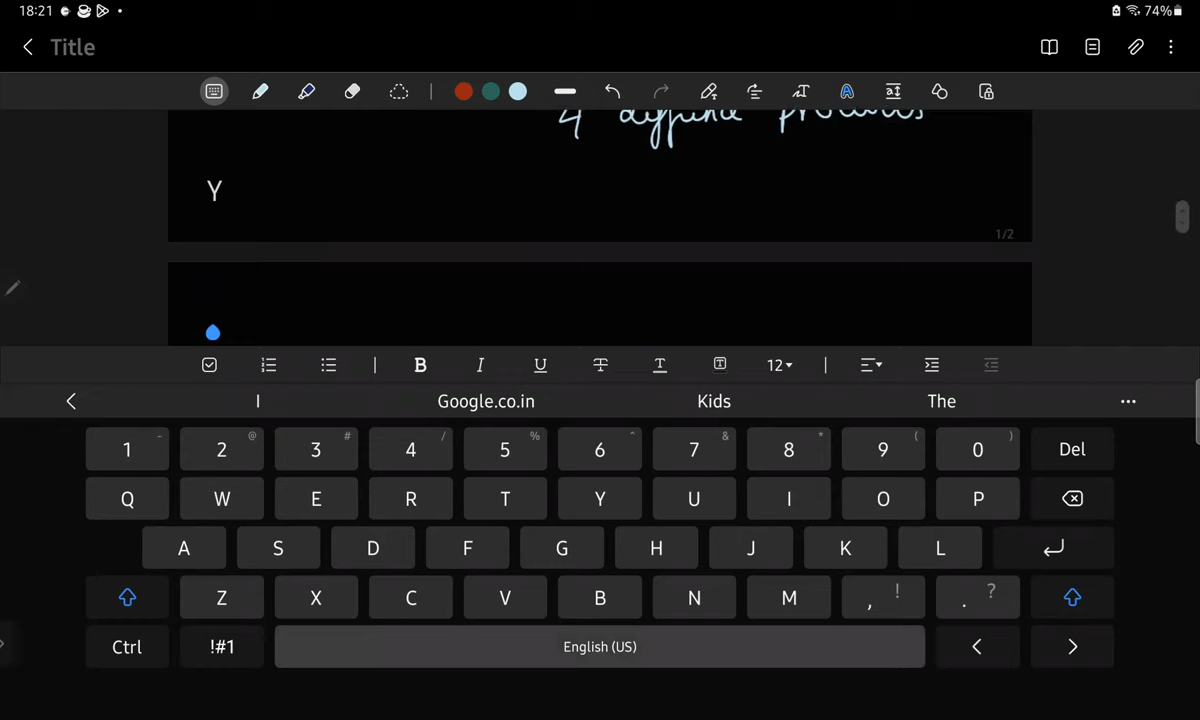 18:21 74%
Title
4
Y
1/2
B I U T T T 12
I Google.co.in Kids The ...
1 - 2 @ 3 # 4 / 5 % 6 ^ 7 & 8 * 9 ( 0 ) Del
Q W E R T Y U I O P
A S D F G H J K L
Z X C V B N M , ! . ?
Ctrl !#1 English (US) < >